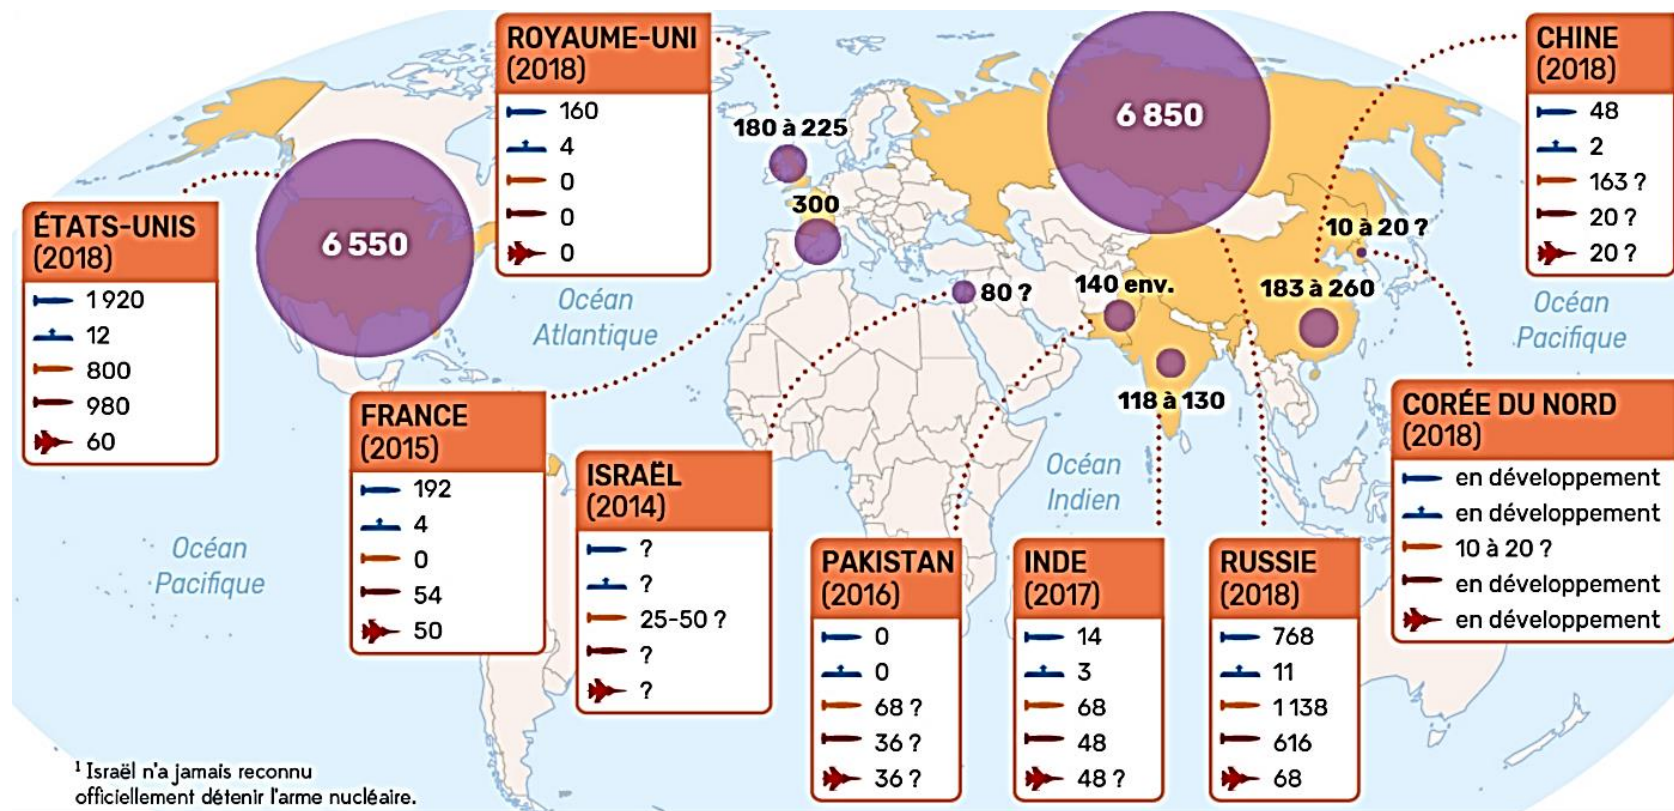 ROYAUME-UNI
(2018)
160
4
0
0
0
CHINE
(2018)
48
2
163 ?
20 ?
20 ?
ÉTATS-UNIS
(2018)
1 920
12
800
980
60
6 550
180 à 225
300
6 850
10 à 20 ?
80 ?
140 env.
183 à 260
118 à 130
Océan
Atlantique
Océan
Pacifique
Océan
Indien
Océan
Pacifique
FRANCE
(2015)
192
4
0
54
50
ISRAËL
(2014)
?
?
25-50 ?
?
?
PAKISTAN
(2016)
0
0
68 ?
36 ?
36 ?
INDE
(2017)
14
3
68
48
48 ?
RUSSIE
(2018)
768
11
1 138
616
68
CORÉE DU NORD
(2018)
en développement
en développement
10 à 20 ?
en développement
en développement
¹ Israël n'a jamais reconnu
officiellement détenir l'arme nucléaire.